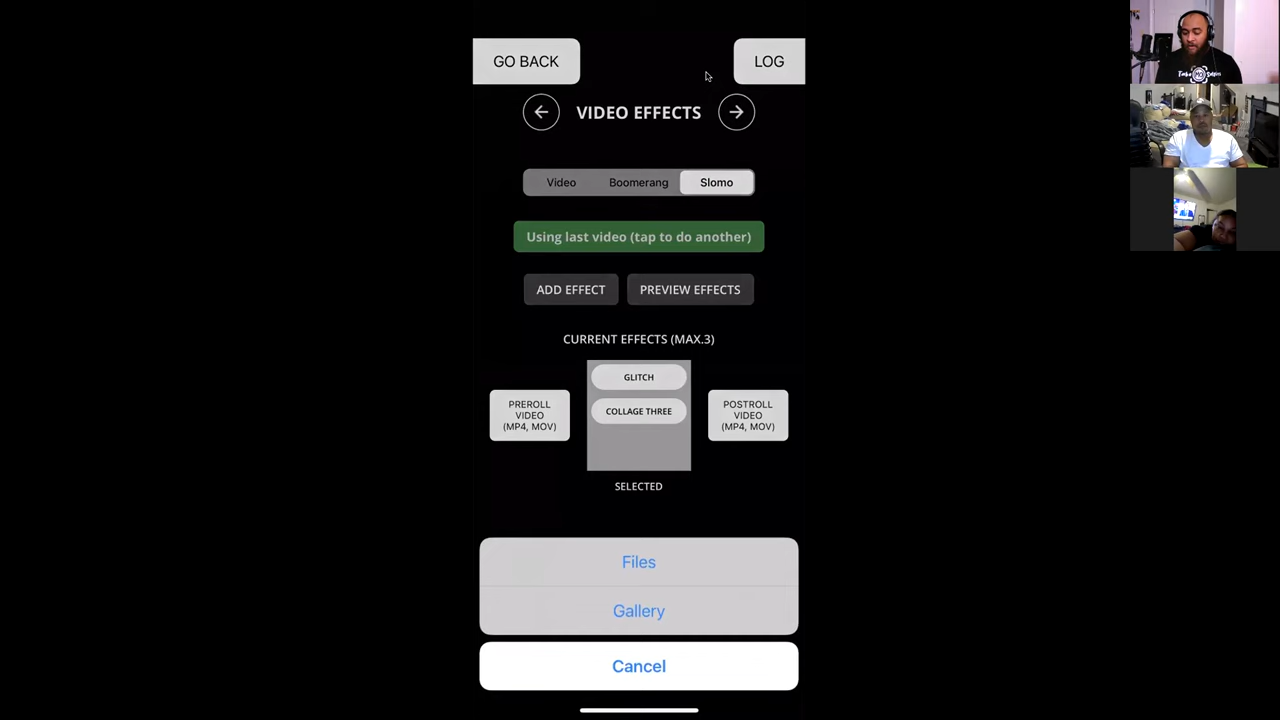 GO BACK
LOG
VIDEO EFFECTS
Video
Boomerang
Slomo
Using last video (tap to do another)
ADD EFFECT
PREVIEW EFFECTS
CURRENT EFFECTS (MAX.3)
GLITCH
COLLAGE THREE
PREROLL
VIDEO
(MP4, MOV)
POSTROLL
VIDEO
(MP4, MOV)
SELECTED
Files
Gallery
Cancel